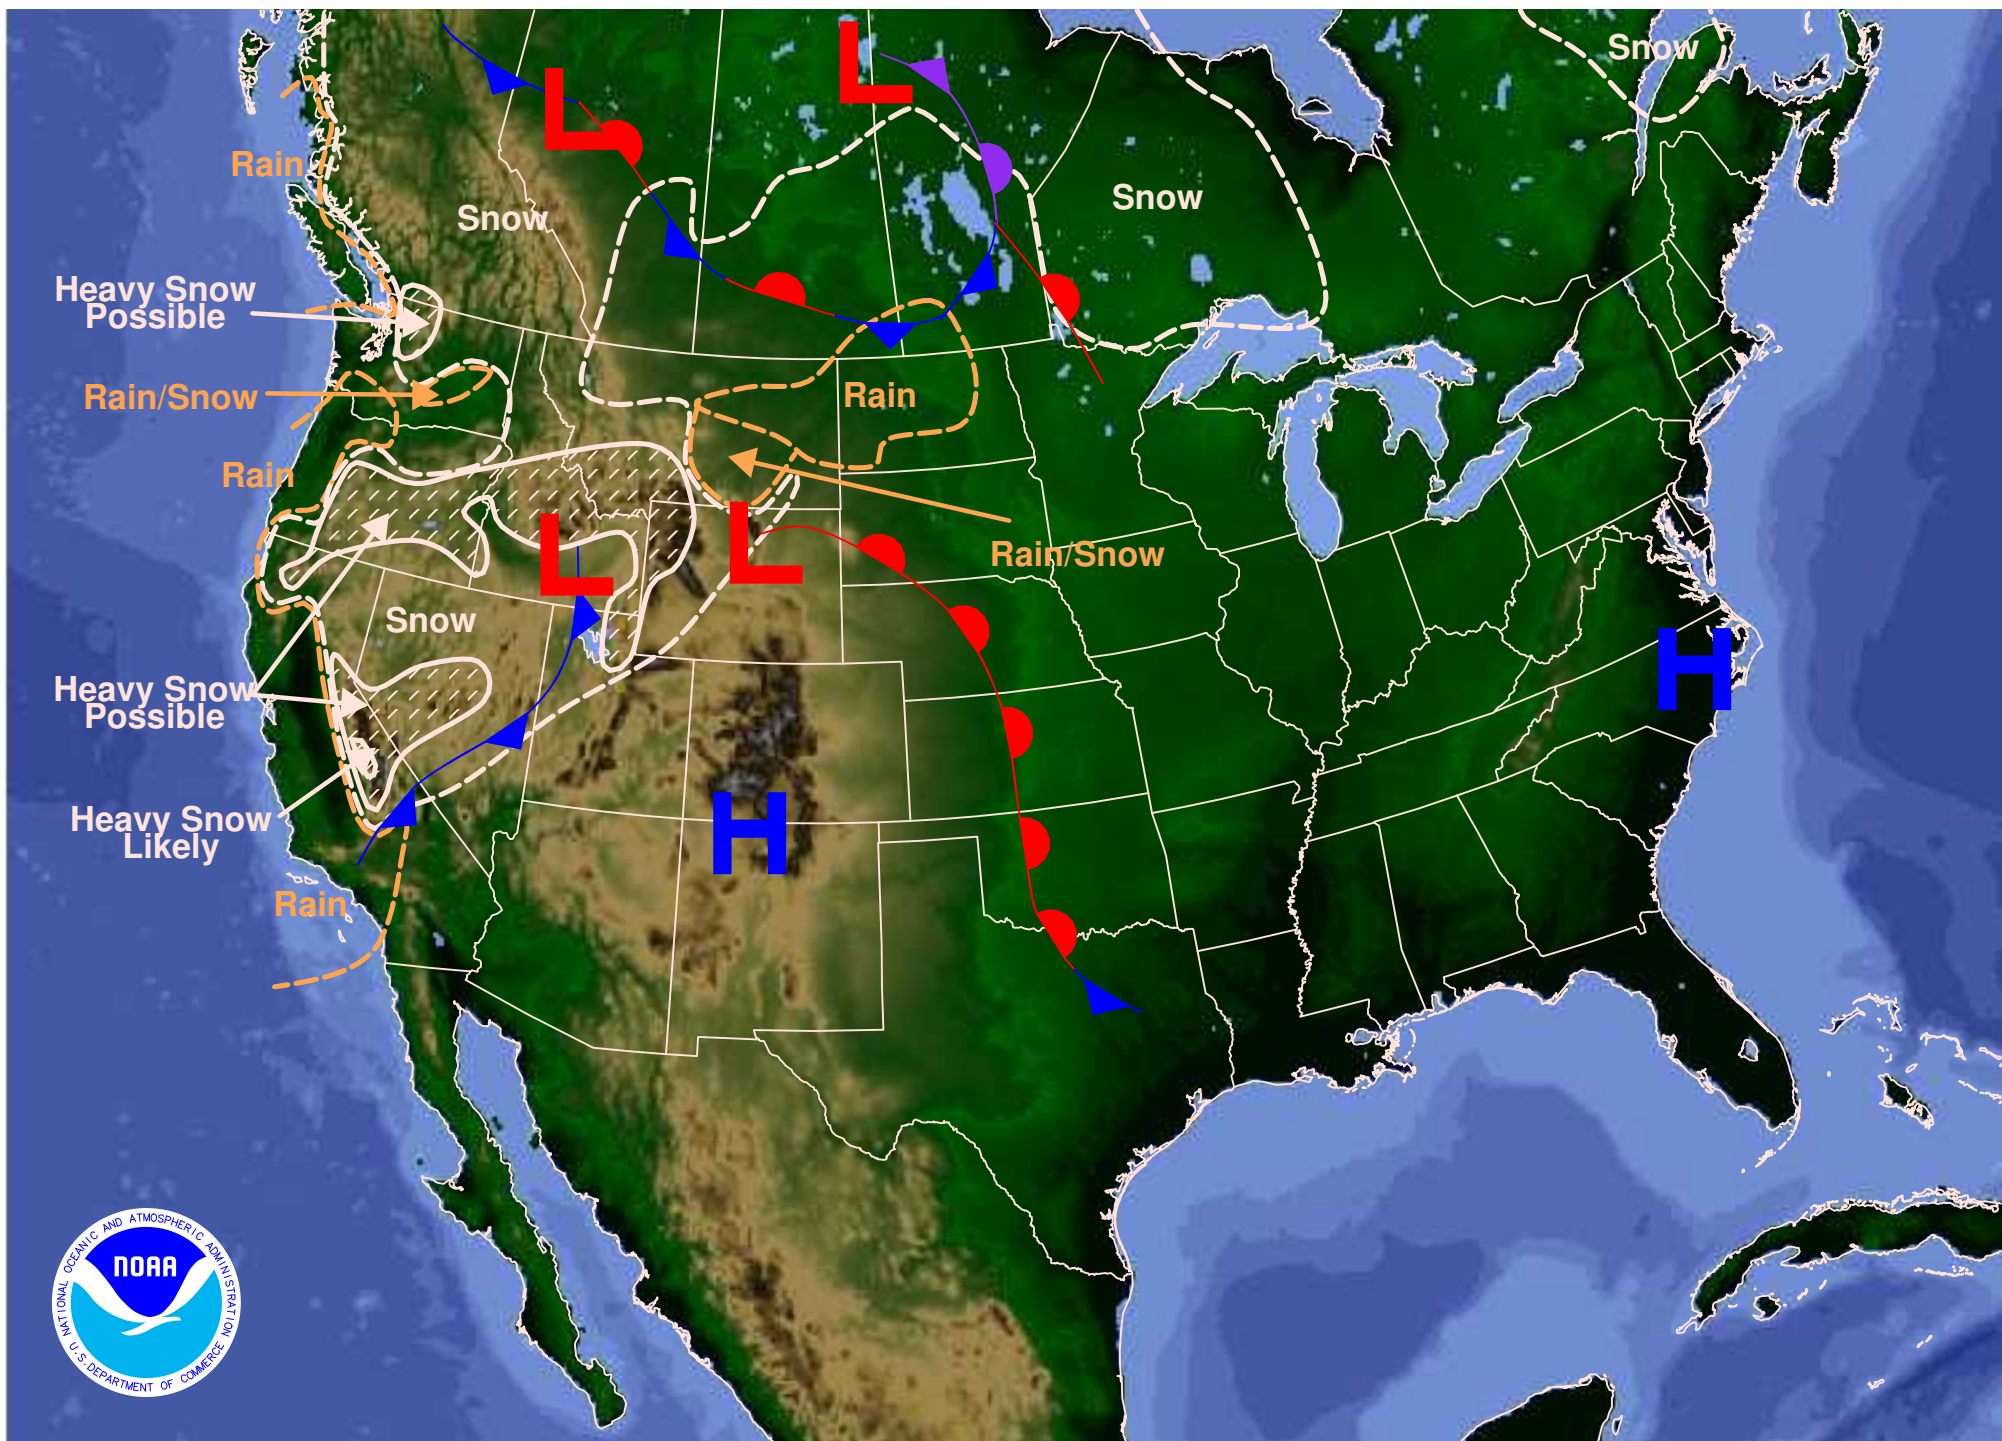 Snow
L
L
Rain
Snow
Snow
Heavy Snow
Possible
Rain/Snow
Rain
Rain
L
L
Rain/Snow
Snow
H
Heavy Snow
Possible
Heavy Snow
Likely
H
Rain
NATIONAL OCEANIC AND ATMOSPHERIC ADMINISTRATION
NOAA
U.S. DEPARTMENT OF COMMERCE